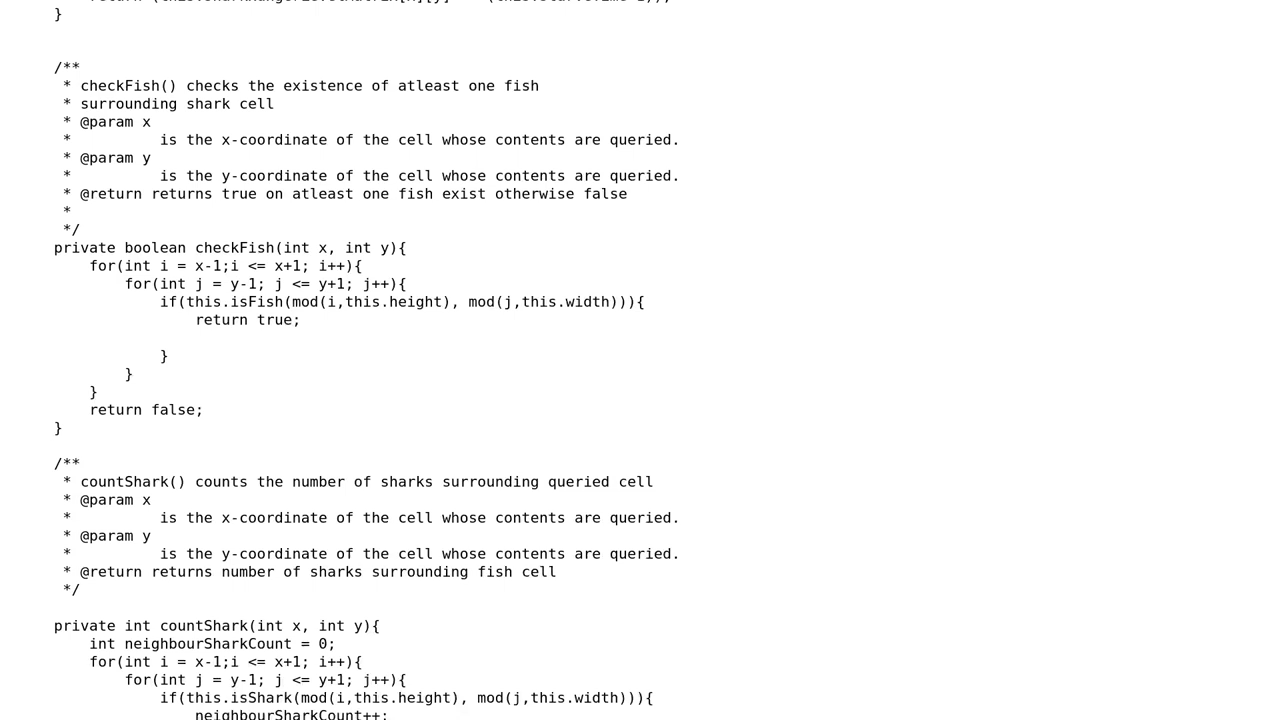 }
/**
 * checkFish() checks the existence of atleast one fish
 * surrounding shark cell
 * @param x
 *          is the x-coordinate of the cell whose contents are queried.
 * @param y
 *          is the y-coordinate of the cell whose contents are queried.
 * @return returns true on atleast one fish exist otherwise false
 *
 */
private boolean checkFish(int x, int y){
    for(int i = x-1;i <= x+1; i++){
        for(int j = y-1; j <= y+1; j++){
            if(this.isFish(mod(i,this.height), mod(j,this.width))){
                return true;
            }
        }
    }
    return false;
}
/**
 * countShark() counts the number of sharks surrounding queried cell
 * @param x
 *          is the x-coordinate of the cell whose contents are queried.
 * @param y
 *          is the y-coordinate of the cell whose contents are queried.
 * @return returns number of sharks surrounding fish cell
 */
private int countShark(int x, int y){
    int neighbourSharkCount = 0;
    for(int i = x-1;i <= x+1; i++){
        for(int j = y-1; j <= y+1; j++){
            if(this.isShark(mod(i,this.height), mod(j,this.width))){
                neighbourSharkCount++;